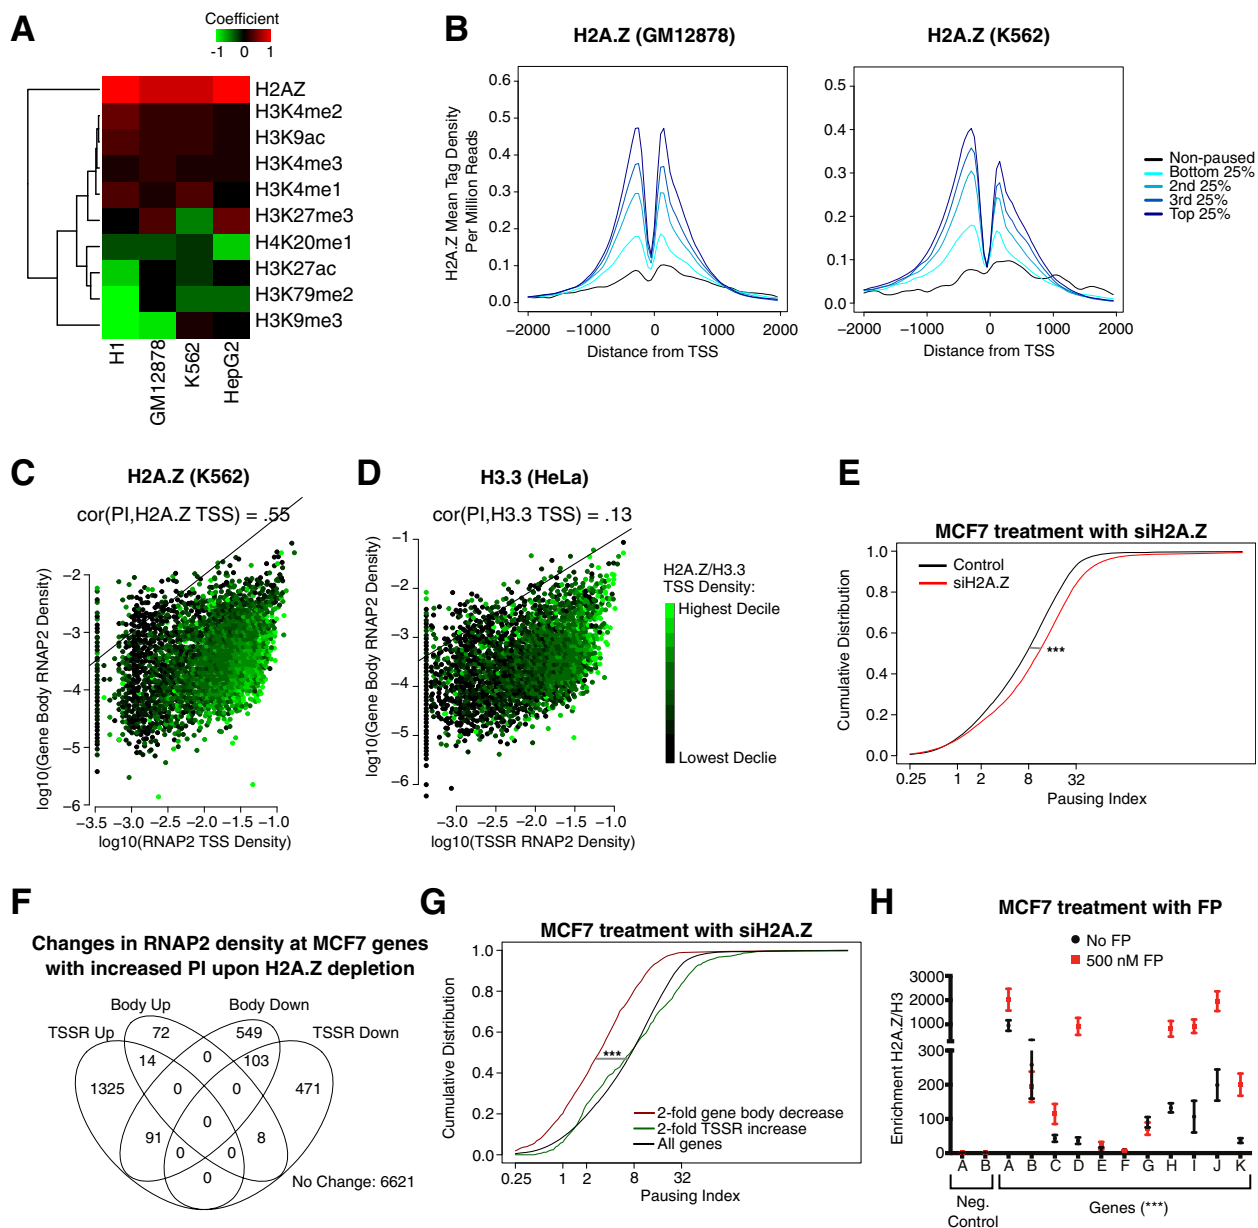 A
Coefficient
-1 0 1
H2AZ
H3K4me2
H3K9ac
H3K4me3
H3K4me1
H3K27me3
H4K20me1
H3K27ac
H3K79me2
H3K9me3
H1
GM12878
K562
HepG2
B
H2A.Z (GM12878)
H2A.Z (K562)
H2A.Z Mean Tag Density
Per Million Reads
0.6
0.5
0.4
0.3
0.2
0.1
0.0
−2000 −1000 0 1000 2000
Distance from TSS
0.5
0.4
0.3
0.2
0.1
0.0
−2000 −1000 0 1000 2000
Distance from TSS
Non-paused
Bottom 25%
2nd 25%
3rd 25%
Top 25%
C
H2A.Z (K562)
cor(PI,H2A.Z TSS) = .55
log10(Gene Body RNAP2 Density)
−2
−3
−4
−5
−6
−3.5 −3.0 −2.5 −2.0 −1.5 −1.0
log10(RNAP2 TSS Density)
D
H3.3 (HeLa)
cor(PI,H3.3 TSS) = .13
log10(Gene Body RNAP2 Density)
−1
−2
−3
−4
−5
−6
−3.0 −2.5 −2.0 −1.5 −1.0
log10(TSSR RNAP2 Density)
H2A.Z/H3.3
TSS Density:
Highest Decile
Lowest Declie
E
MCF7 treatment with siH2A.Z
Cumulative Distribution
1.0
0.8
0.6
0.4
0.2
0.0
Control
siH2A.Z
***
0.25 1 2 8 32
Pausing Index
F
Changes in RNAP2 density at MCF7 genes
with increased PI upon H2A.Z depletion
Body Up
Body Down
TSSR Up
TSSR Down
72
549
14
0
103
1325
0
0
471
0
91
0
0
8
0
No Change: 6621
G
MCF7 treatment with siH2A.Z
Cumulative Distribution
1.0
0.8
0.6
0.4
0.2
0.0
***
2-fold gene body decrease
2-fold TSSR increase
All genes
0.25 1 2 8 32
Pausing Index
H
MCF7 treatment with FP
No FP
500 nM FP
Enrichment H2A.Z/H3
3000
2000
1000
300
200
100
0
A B A B C D E F G H I J K
Neg.
Control
Genes (***)